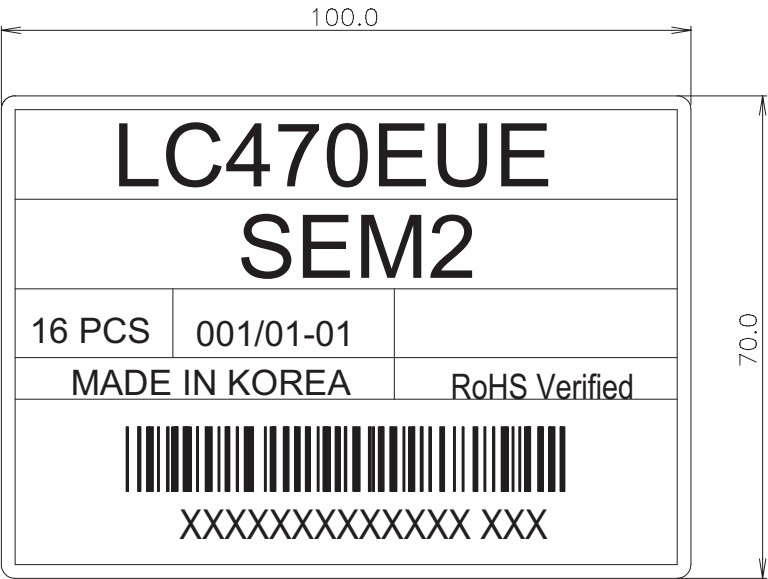 100.0
LC470EUE
SEM2
16 PCS 001/01-01
70.0
MADE IN KOREA RoHS Verified
XXXXXXXXXXXXX XXX